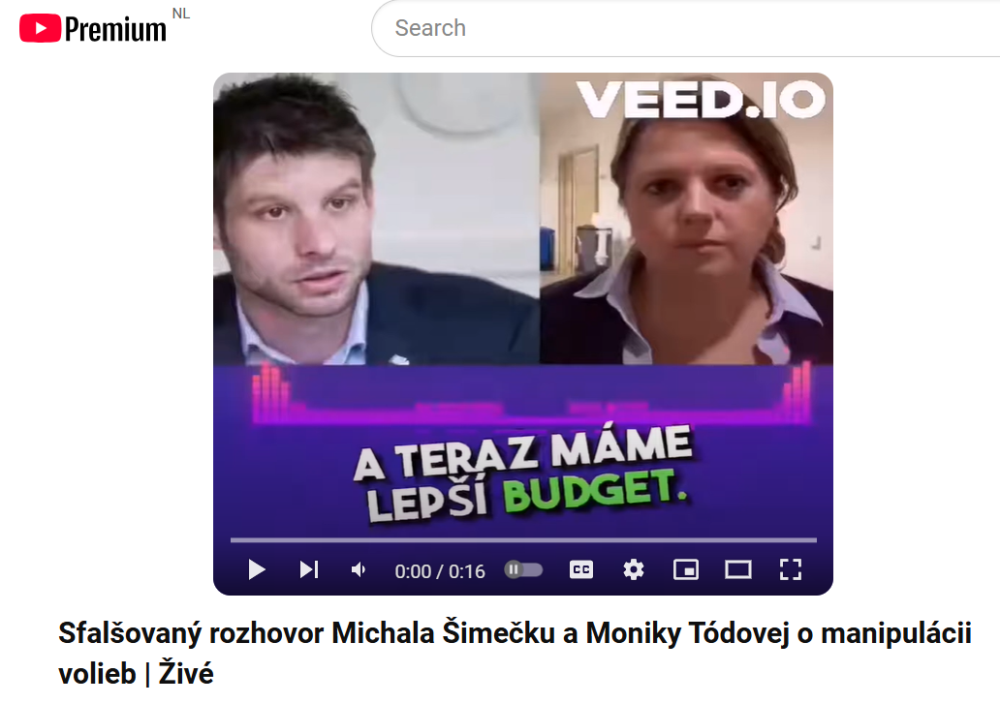 Premium NL
Search
VEED.IO
A TERAZ MÁME
LEPŠÍ BUDGET.
0:00 / 0:16
CC
Sfalšovaný rozhovor Michala Šimečku a Moniky Tódovej o manipulácii
volieb | Živé